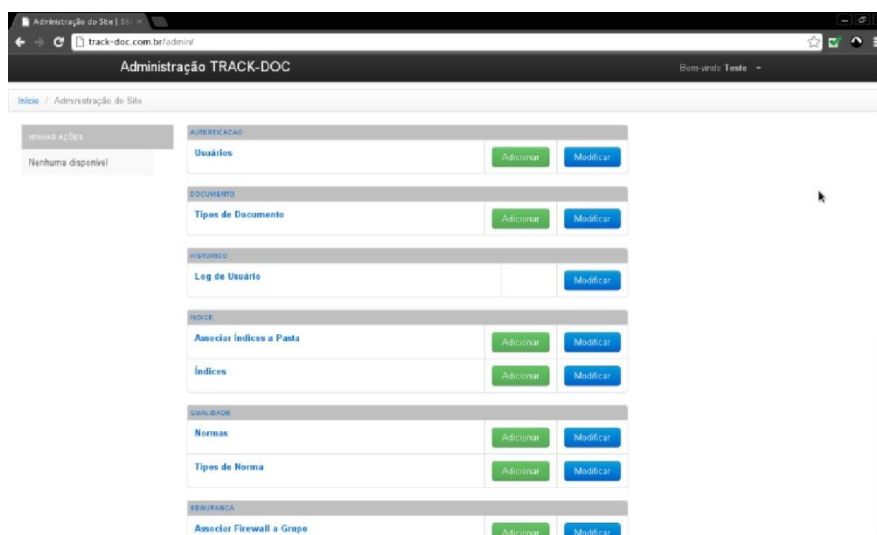 Administração do Site | Sit
track-doc.com.br/admin/
Administração TRACK-DOC
Bem-vindo Teste
Início / Administração do Site
MINHAS AÇÕES
Nenhuma disponível
AUTENTICACAO
Usuários Adicionar Modificar
DOCUMENTO
Tipos de Documento Adicionar Modificar
HISTORICO
Log de Usuário Modificar
INDICE
Associar Índices a Pasta Adicionar Modificar
Índices Adicionar Modificar
QUALIDADE
Normas Adicionar Modificar
Tipos de Norma Adicionar Modificar
SEGURANCA
Associar Firewall a Grupo Adicionar Modificar